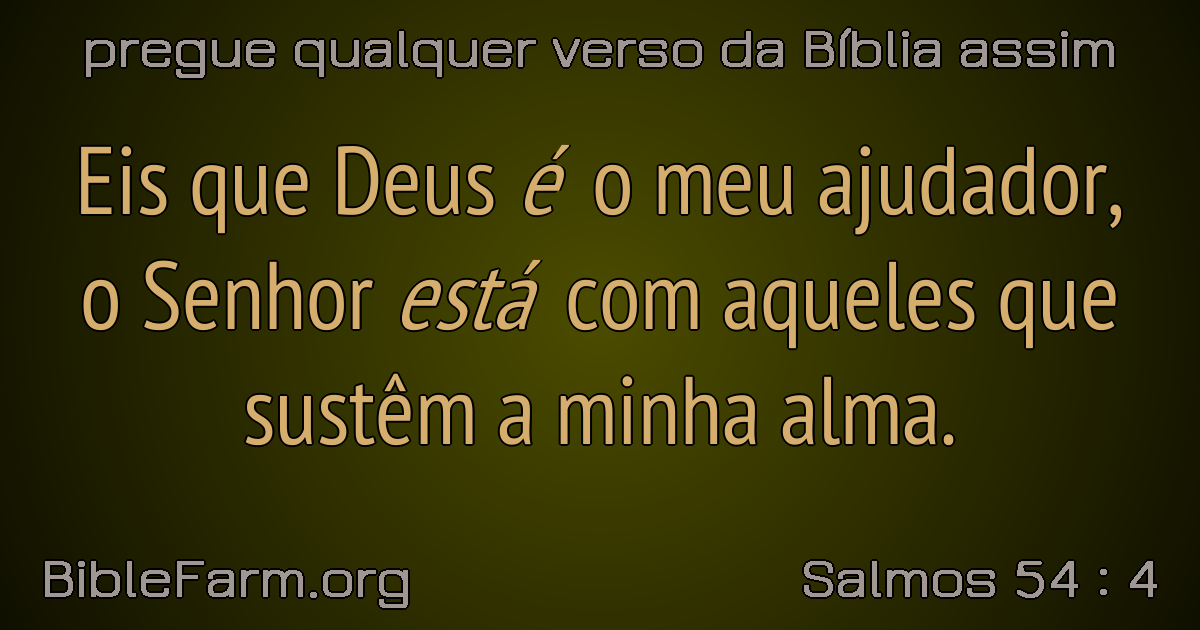 pregue qualquer verso da Bíblia assim
Eis que Deus é o meu ajudador,
o Senhor está com aqueles que
sustêm a minha alma.
BibleFarm.org
Salmos 54 : 4